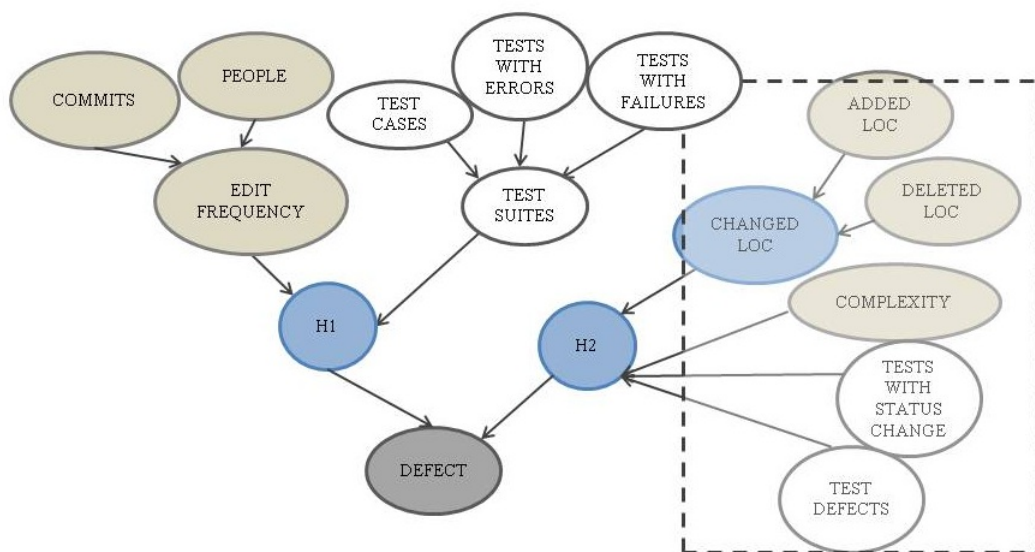 COMMITS
PEOPLE
EDIT
FREQUENCY
TEST
CASES
TESTS
WITH
ERRORS
TESTS
WITH
FAILURES
TEST
SUITES
ADDED
LOC
DELETED
LOC
CHANGED
LOC
COMPLEXITY
TESTS
WITH
STATUS
CHANGE
TEST
DEFECTS
H1
H2
DEFECT